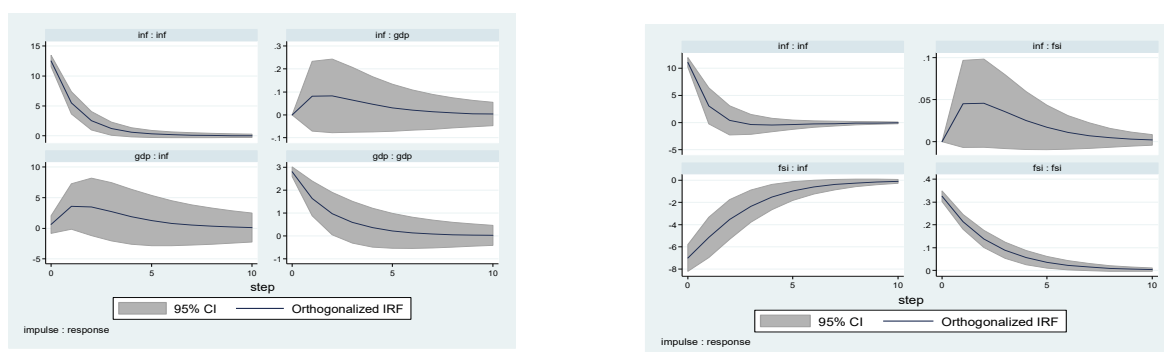 inf : inf
inf : gdp
15
10
5
0
.3
.2
.1
0
-.1
gdp : inf
gdp : gdp
10
5
0
-5
3
2
1
0
-1
0
5
10
0
5
10
step
95% CI
Orthogonalized IRF
impulse : response
inf : inf
inf : fsi
10
5
0
-5
.1
.05
0
fsi : inf
fsi : fsi
0
-2
-4
-6
-8
.4
.3
.2
.1
0
0
5
10
0
5
10
step
95% CI
Orthogonalized IRF
impulse : response